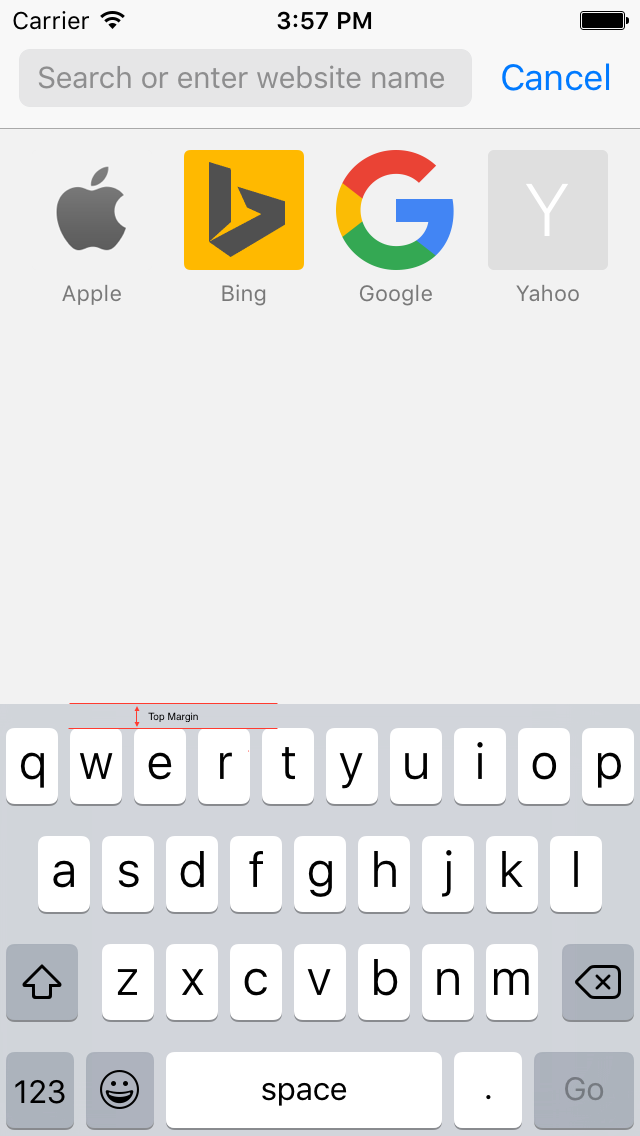 Carrier 3:57 PM
Search or enter website name Cancel
Y
Apple Bing Google Yahoo
Top Margin
q w e r t y u i o p
a s d f g h j k l
z x c v b n m
123 space . Go